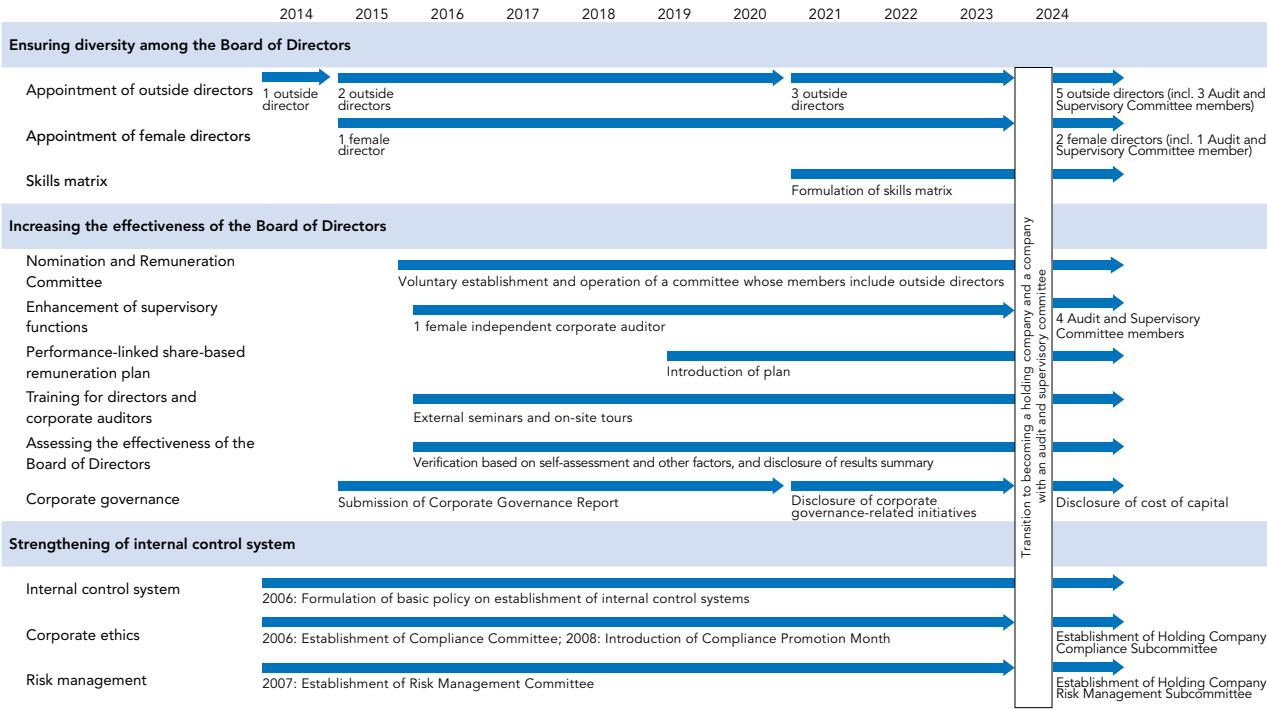 2014 2015 2016 2017 2018 2019 2020 2021 2022 2023 2024
Ensuring diversity among the Board of Directors
Appointment of outside directors
1 outside
director
2 outside
directors
3 outside
directors
5 outside directors (incl. 3 Audit and
Supervisory Committee members)
Appointment of female directors
1 female
director
2 female directors (incl. 1 Audit and
Supervisory Committee member)
Skills matrix
Formulation of skills matrix
Increasing the effectiveness of the Board of Directors
Nomination and Remuneration
Committee
Voluntary establishment and operation of a committee whose members include outside directors
Enhancement of supervisory
functions
1 female independent corporate auditor
4 Audit and Supervisory
Committee members
Performance-linked share-based
remuneration plan
Introduction of plan
Training for directors and
corporate auditors
External seminars and on-site tours
Assessing the effectiveness of the
Board of Directors
Verification based on self-assessment and other factors, and disclosure of results summary
Corporate governance
Submission of Corporate Governance Report
Disclosure of corporate
governance-related initiatives
Disclosure of cost of capital
Transition to becoming a holding company and a company
with an audit and supervisory committee
Strengthening of internal control system
Internal control system
2006: Formulation of basic policy on establishment of internal control systems
Corporate ethics
2006: Establishment of Compliance Committee; 2008: Introduction of Compliance Promotion Month
Establishment of Holding Company
Compliance Subcommittee
Risk management
2007: Establishment of Risk Management Committee
Establishment of Holding Company
Risk Management Subcommittee